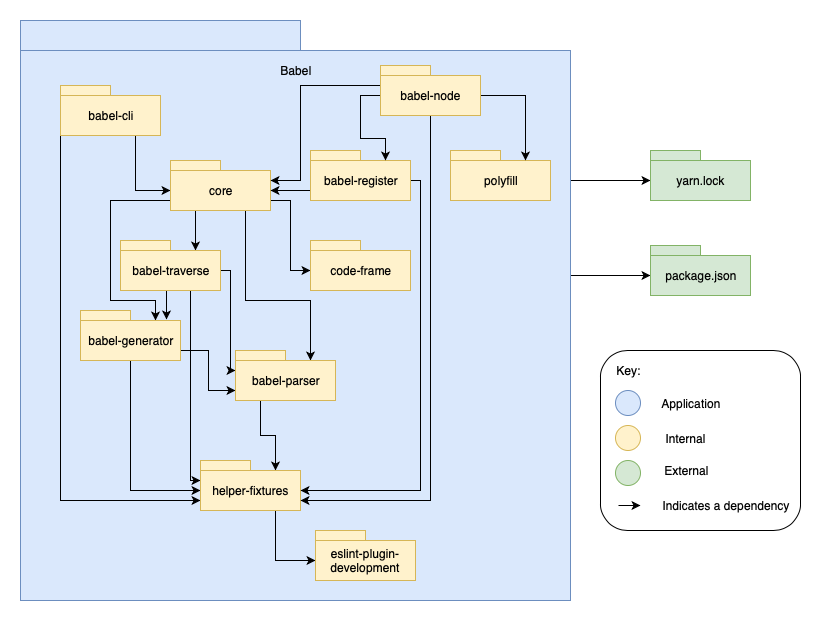 Babel
babel-node
babel-cli
core
babel-register
polyfill
yarn.lock
babel-traverse
code-frame
package.json
babel-generator
babel-parser
Key:
Application
Internal
External
Indicates a dependency
helper-fixtures
eslint-plugin-
development